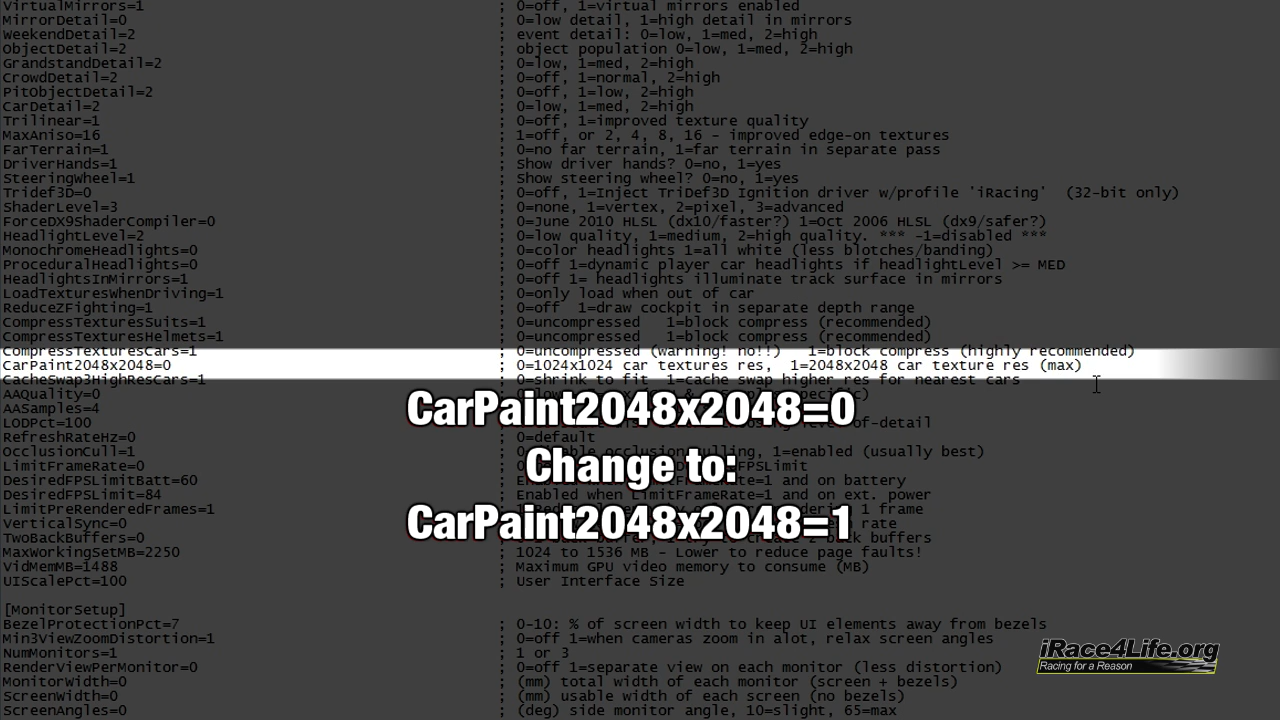 VirtualMirrors=1 ; 0=off, 1=virtual mirrors enabled
MirrorDetail=0 ; 0=low detail, 1=high detail in mirrors
WeekendDetail=2 ; event detail: 0=low, 1=med, 2=high
ObjectDetail=2 ; object population 0=low, 1=med, 2=high
GrandstandDetail=2 ; 0=low, 1=med, 2=high
CrowdDetail=2 ; 0=off, 1=normal, 2=high
PitObjectDetail=2 ; 0=off, 1=med, 2=high
CarDetail=2 ; 0=low, 1=med, 2=high
Trilinear=1 ; 0=off, 1=improved texture quality
MaxAniso=16 ; 1=off, or 2, 4, 8, 16 - improved edge-on textures
FarTerrain=1 ; 0=no far terrain, 1=far terrain in separate pass
DriverHands=1 ; Show driver hands? 0=no, 1=yes
SteeringWheel=1 ; Show steering wheel? 0=no, 1=yes
Tridef3D=0 ; 0=off, 1=Inject TriDef3D Ignition driver w/profile 'iRacing' (32-bit only)
ShaderLevel=3 ; 0=none, 1=vertex, 2=pixel, 3=advanced
ForceDX9ShaderCompiler=0 ; 0=June 2010 HLSL (dx10/faster?) 1=Oct 2006 HLSL (dx9/safer?)
HeadlightLevel=2 ; 0=low quality, 1=medium, 2=high quality. *** -1=disabled ***
MonochromeHeadlights=0 ; 0=color headlights 1=all white (less blotches/banding)
ProceduralHeadlights=0 ; 0=off 1=dynamic player car headlights if headlightLevel >= MED
HeadlightsInMirrors=1 ; 0=off 1= headlights illuminate track surface in mirrors
LoadTexturesWhenDriving=1 ; 0=only load when out of car
ReduceZFighting=1 ; 0=off 1=draw cockpit in separate depth range
CompressTexturesSuits=1 ; 0=uncompressed 1=block compress (recommended)
CompressTexturesHelmets=1 ; 0=uncompressed 1=block compress (recommended)
CompressTexturesCars=1 ; 0=uncompressed (warning! no!!) 1=block compress (highly recommended)
CarPaint2048x2048=0 ; 0=1024x1024 car textures res, 1=2048x2048 car texture res (max)
CacheSwap3HighResCars=1 ; 0=shrink to fit 1=cache swap higher res for nearest cars
AAQuality=0 ;
AASamples=4 ;
LODPct=100 ;
RefreshRateHz=0 ; 0=default
OcclusionCull=1 ; occlusion culling, 1=enabled (usually best)
LimitFrameRate=0 ;
DesiredFPSLimitBatt=60 ; Enabled when LimitFrameRate=1 and on battery
DesiredFPSLimit=84 ; Enabled when LimitFrameRate=1 and on ext. power
LimitPreRenderedFrames=1 ; 1 frame
VerticalSync=0 ; rate
TwoBackBuffers=0 ; buffers
MaxWorkingSetMB=2250 ; 1024 to 1536 MB - Lower to reduce page faults!
VidMemMB=1488 ; Maximum GPU video memory to consume (MB)
UIScalePct=100 ; User Interface Size
CarPaint2048x2048=0
Change to:
CarPaint2048x2048=1
[MonitorSetup]
BezelProtectionPct=7 ; 0-10: % of screen width to keep UI elements away from bezels
Min3ViewZoomDistortion=1 ; 0=off 1=when cameras zoom in alot, relax screen angles
NumMonitors=1 ; 1 or 3
RenderViewPerMonitor=0 ; 0=off 1=separate view on each monitor (less distortion)
MonitorWidth=0 ; (mm) total width of each monitor (screen + bezels)
ScreenWidth=0 ; (mm) usable width of each screen (no bezels)
ScreenAngles=0 ; (deg) side monitor angle, 10=slight, 65=max
iRace4Life.org
Racing for a Reason